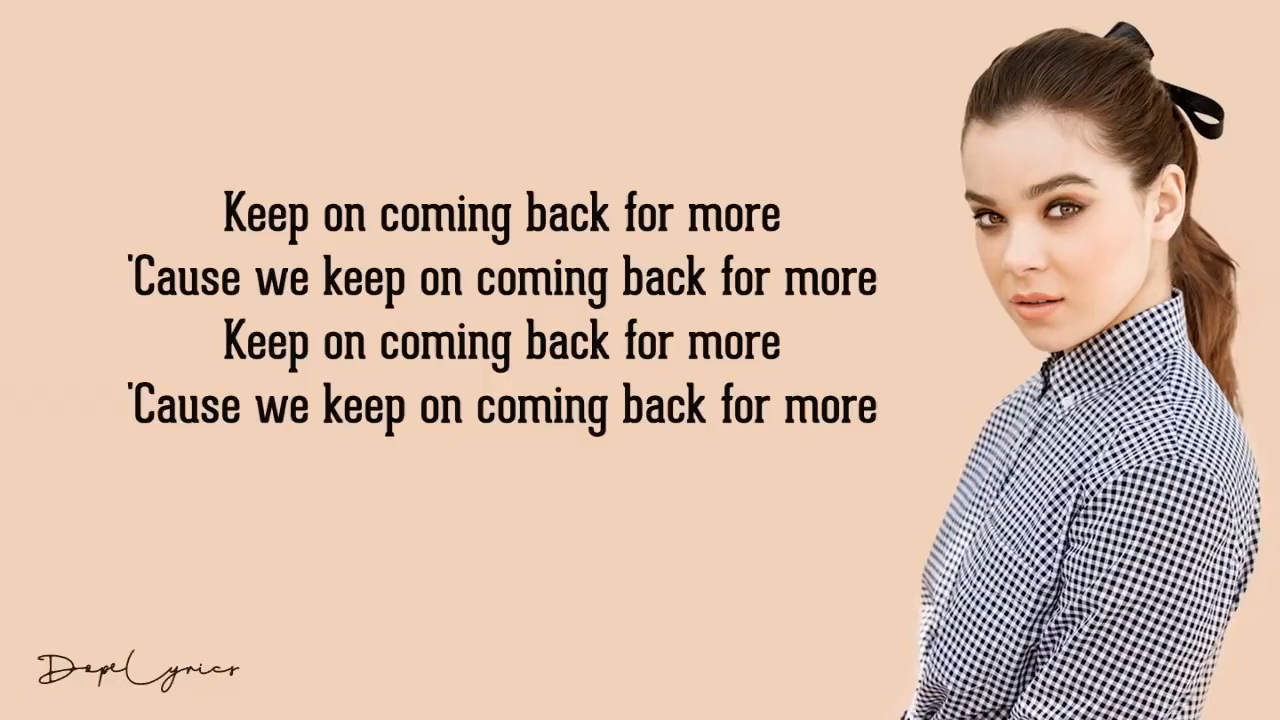 Keep on coming back for more
'Cause we keep on coming back for more
Keep on coming back for more
'Cause we keep on coming back for more
DopeLyrics